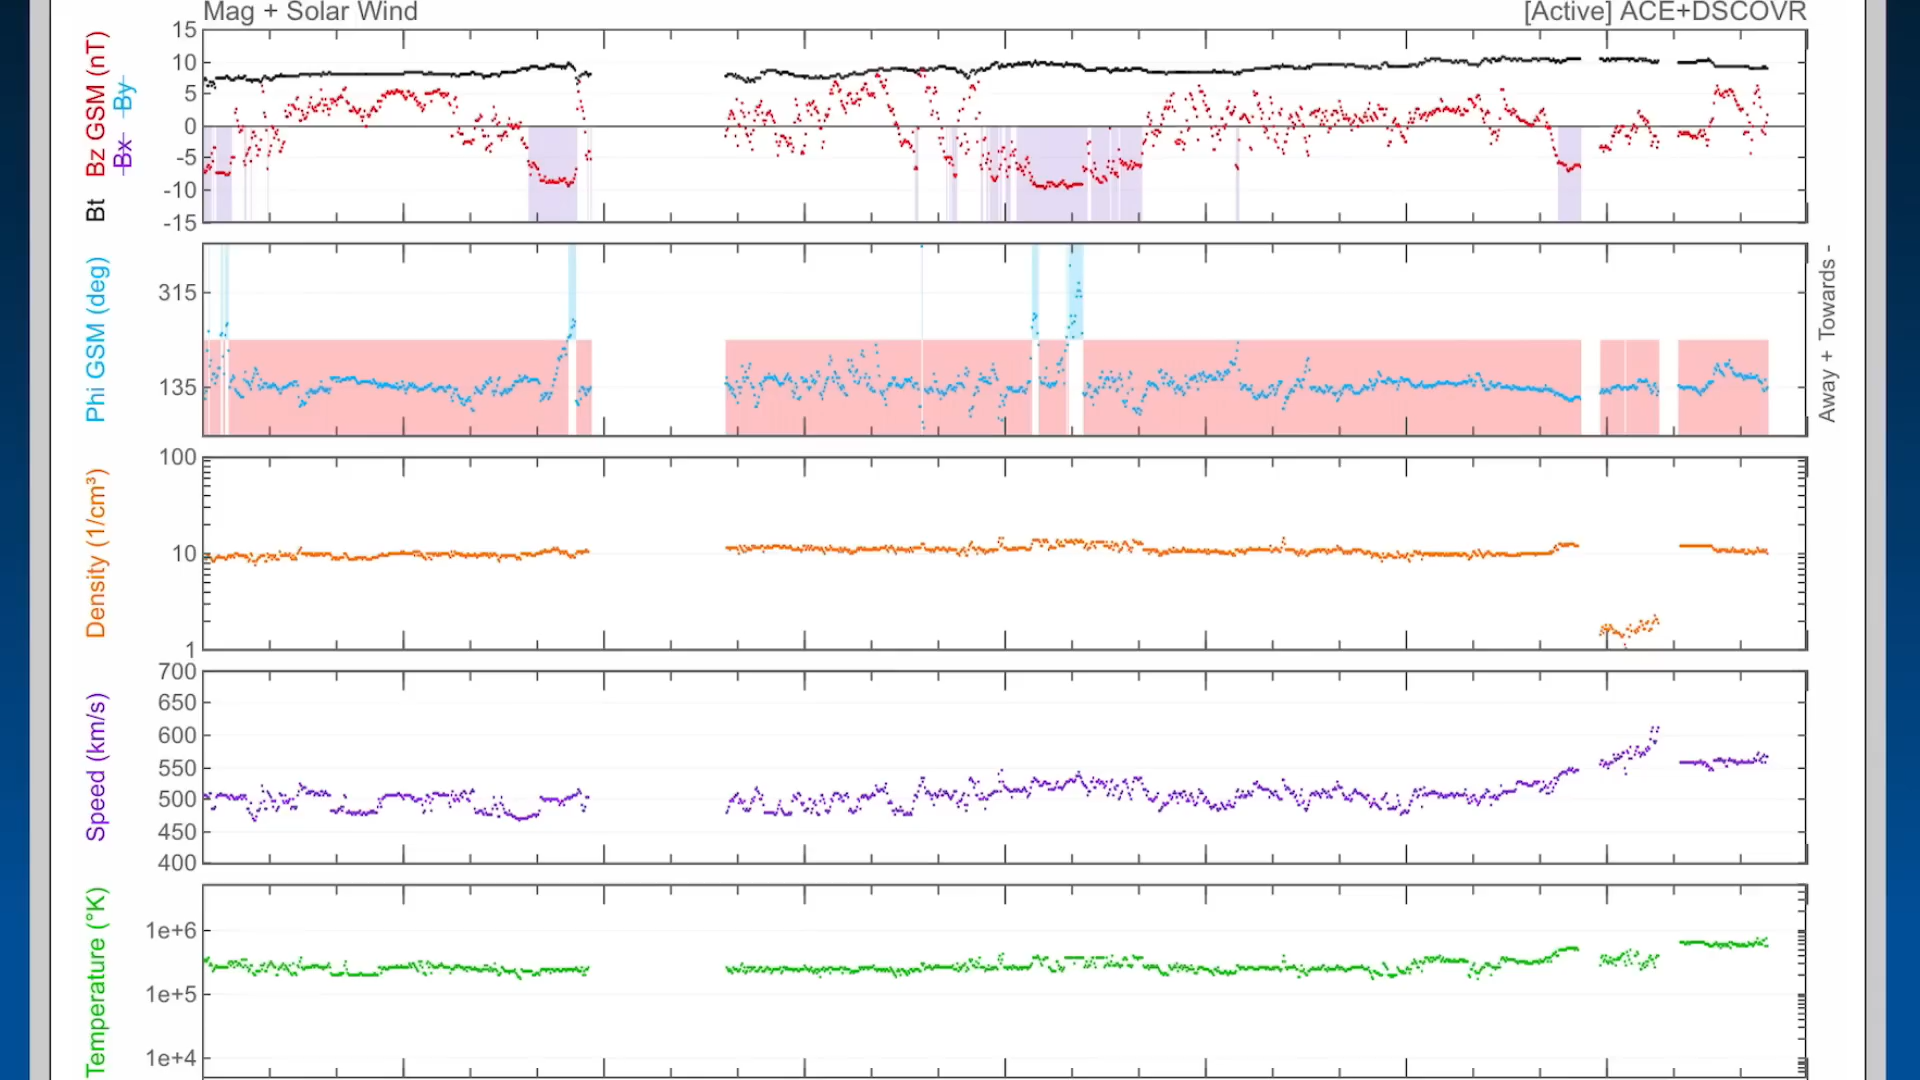 Mag + Solar Wind
[Active] ACE+DSCOVR
Bt Bz GSM (nT)
Bx By
15
10
5
0
-5
-10
-15
Phi GSM (deg)
315
135
Away + Towards -
Density (1/cm³)
100
10
1
Speed (km/s)
700
650
600
550
500
450
400
Temperature (°K)
1e+6
1e+5
1e+4